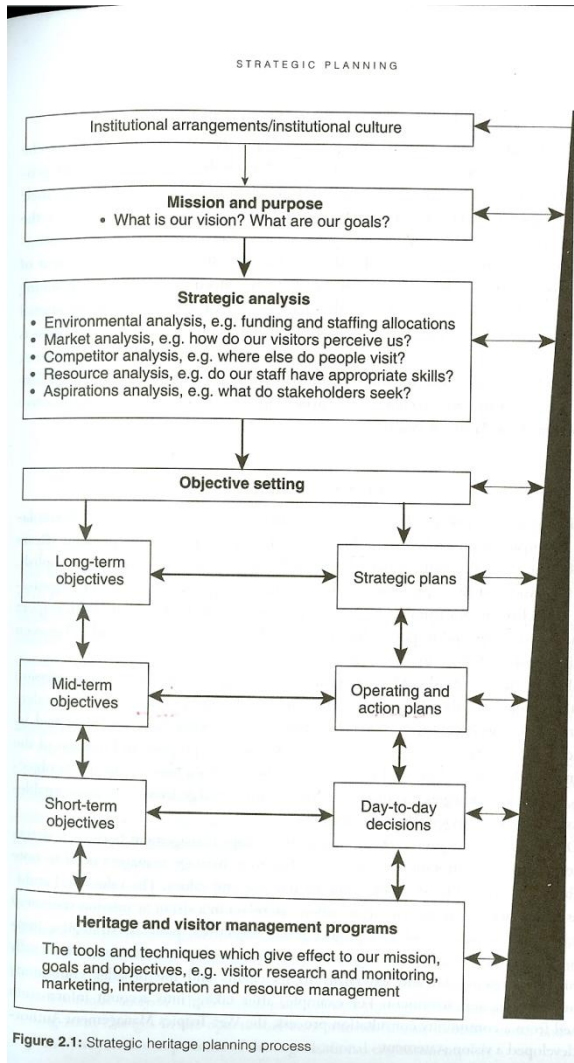 STRATEGIC PLANNING
Institutional arrangements/institutional culture
Mission and purpose
• What is our vision? What are our goals?
Strategic analysis
• Environmental analysis, e.g. funding and staffing allocations
• Market analysis, e.g. how do our visitors perceive us?
• Competitor analysis, e.g. where else do people visit?
• Resource analysis, e.g. do our staff have appropriate skills?
• Aspirations analysis, e.g. what do stakeholders seek?
Objective setting
Long-term
objectives
Strategic plans
Mid-term
objectives
Operating and
action plans
Short-term
objectives
Day-to-day
decisions
Heritage and visitor management programs
The tools and techniques which give effect to our mission,
goals and objectives, e.g. visitor research and monitoring,
marketing, interpretation and resource management
Figure 2.1: Strategic heritage planning process